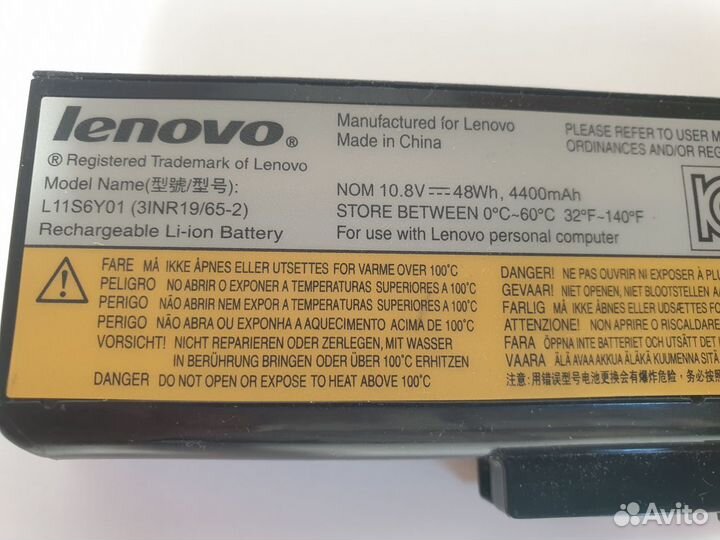 lenovo®
® Registered Trademark of Lenovo
Model Name(型號/型号):
L11S6Y01 (3INR19/65-2)
Rechargeable Li-ion Battery
Manufactured for Lenovo
Made in China
NOM 10.8V⎓48Wh, 4400mAh
STORE BETWEEN 0°C~60°C 32°F~140°F
For use with Lenovo personal computer
PLEASE REFER TO USER
ORDINANCES AND/OR
FARE MÅ IKKE ÅPNES ELLER UTSETTES FOR VARME OVER 100°C
PELIGRO NO ABRIR O EXPONER A TEMPERATURAS SUPERIORES A 100°C
PERIGO NÃO ABRIR NEM EXPOR A TEMPERATURAS SUPERIORES A 100°C
PERIGO NÃO ABRA OU EXPONHA A AQUECIMENTO ACIMA DE 100°C
VORSICHT! NICHT REPARIEREN ODER ZERLEGEN, MIT WASSER
IN BERÜHRUNG BRINGEN ODER ÜBER 100°C ERHITZEN
DANGER DO NOT OPEN OR EXPOSE TO HEAT ABOVE 100°C
DANGER! NE PAS OUVRIR NI EXPOSER À
GEVAAR! NIET OPENEN, NIET BLOOTSTELLEN
FARLIG MÅ IKKE ÅBNES ELLER UDSÆTTES
ATTENZIONE! NON APRIRE O RISCALDARE
FARA ÖPPNA INTE BATTERIET OCH UTSÄTT DET
VAARA ÄLÄ AVAA AKKUA ÄLÄKÄ KUUMENNA SITÄ
注意:用错误型号电池更换会有爆炸危险,务必按照
Avito